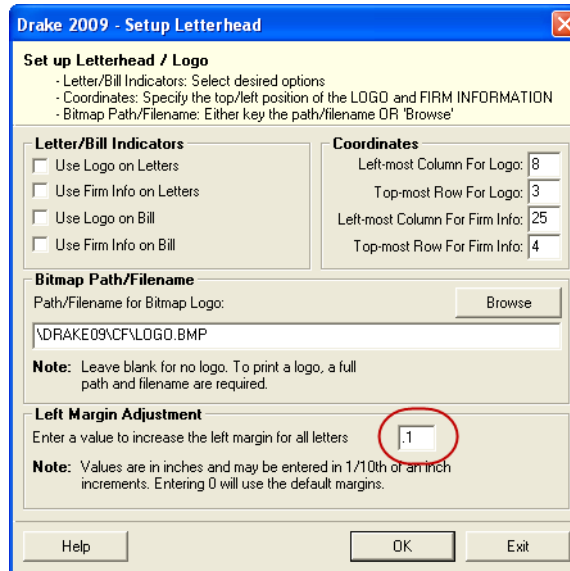 Drake 2009 - Setup Letterhead
Set up Letterhead / Logo
- Letter/Bill Indicators: Select desired options
- Coordinates: Specify the top/left position of the LOGO and FIRM INFORMATION
- Bitmap Path/Filename: Either key the path/filename OR 'Browse'
Letter/Bill Indicators
Use Logo on Letters
Use Firm Info on Letters
Use Logo on Bill
Use Firm Info on Bill
Coordinates
Left-most Column For Logo: 8
Top-most Row For Logo: 3
Left-most Column For Firm Info: 25
Top-most Row For Firm Info: 4
Bitmap Path/Filename
Path/Filename for Bitmap Logo:
Browse
\DRAKE09\CF\LOGO.BMP
Note: Leave blank for no logo. To print a logo, a full
path and filename are required.
Left Margin Adjustment
Enter a value to increase the left margin for all letters .1
Note: Values are in inches and may be entered in 1/10th of an inch
increments. Entering 0 will use the default margins.
Help OK Exit